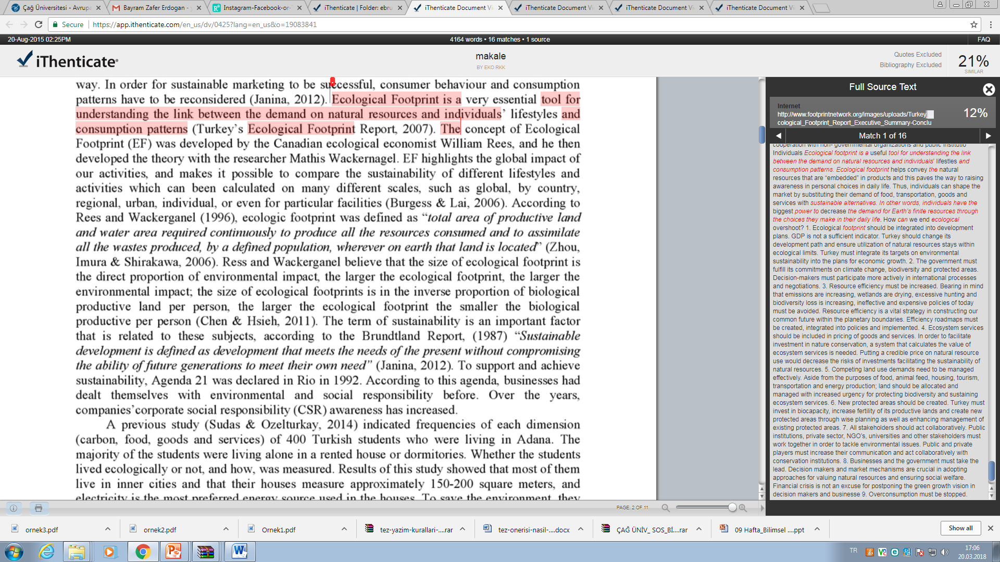 Çağ Üniversitesi - Avrupa
Bayram Zafer Erdogan -
Instagram-Facebook-or-
iThenticate | Folder: ebru
iThenticate Document Vi
iThenticate Document Vi
iThenticate Document Vi
iThenticate Document Vi
Secure
https://app.ithenticate.com/en_us/dv/0425?lang=en_us&o=19083841
20-Aug-2015 02:25PM
4164 words • 16 matches • 1 source
FAQ
iThenticate®
makale
BY EKO RKK
Quotes Excluded
Bibliography Excluded
21%
SIMILAR
way. In order for sustainable marketing to be successful, consumer behaviour and consumption
patterns have to be reconsidered (Janina, 2012). Ecological Footprint is a very essential tool for
understanding the link between the demand on natural resources and individuals’ lifestyles and
consumption patterns (Turkey’s Ecological Footprint Report, 2007). The concept of Ecological
Footprint (EF) was developed by the Canadian ecological economist William Rees, and he then
developed the theory with the researcher Mathis Wackernagel. EF highlights the global impact of
our activities, and makes it possible to compare the sustainability of different lifestyles and
activities which can been calculated on many different scales, such as global, by country,
regional, urban, individual, or even for particular facilities (Burgess & Lai, 2006). According to
Rees and Wackerganel (1996), ecologic footprint was defined as “total area of productive land
and water area required continuously to produce all the resources consumed and to assimilate
all the wastes produced, by a defined population, wherever on earth that land is located” (Zhou,
Imura & Shirakawa, 2006). Ress and Wackerganel believe that the size of ecological footprint is
the direct proportion of environmental impact, the larger the ecological footprint, the larger the
environmental impact; the size of ecological footprints is in the inverse proportion of biological
productive land per person, the larger the ecological footprint the smaller the biological
productive per person (Chen & Hsieh, 2011). The term of sustainability is an important factor
that is related to these subjects, according to the Brundtland Report, (1987) “Sustainable
development is defined as development that meets the needs of the present without compromising
the ability of future generations to meet their own need” (Janina, 2012). To support and achieve
sustainability, Agenda 21 was declared in Rio in 1992. According to this agenda, businesses had
dealt themselves with environmental and social responsibility before. Over the years,
companies’corporate social responsibility (CSR) awareness has increased.
A previous study (Sudas & Ozelturkay, 2014) indicated frequencies of each dimension
(carbon, food, goods and services) of 400 Turkish students who were living in Adana. The
majority of the students were living alone in a rented house or dormitories. Whether the students
lived ecologically or not, and how, was measured. Results of this study showed that most of them
live in inner cities and that their houses measure approximately 150-200 square meters, and
electricity is the most preferred energy source used in the houses. To save the environment, they
Full Source Text
Internet
http://www.footprintnetwork.org/images/uploads/Turkey_
cological_Footprint_Report_Executive_Summary-Conclu
12%
Match 1 of 16
cooperation with non- governmental organizations and public institutio
Individuals Ecological footprint is a useful tool for understanding the link
between the demand on natural resources and individuals' lifestles and
consumption patterns. Ecological footprint helps convey the natural
resources that are “embedded” in products and this paves the way to raising
awareness in personal choices in daily life. Thus, individuals can shape the
market by substituting their demand of food, transportation, goods and
services with sustainable alternatives. In other words, individuals have the
biggest power to decrease the demand for Earth's finite resources through
the choices they make in their daily life. How can we end ecological
overshoot? 1. Ecological footprint should be integrated into development
plans. GDP is not a sufficient indicator. Turkey should change its
development path and ensure utilization of natural resources stays within
ecological limits. Turkey must integrate its targets on environmental
sustainability into the plans for economic growth. 2. The government must
fulfill its commitments on climate change, biodiversity and protected areas.
Decision-makers must participate more actively in international processes
and negotiations. 3. Resource efficiency must be increased. Bearing in mind
that emissions are increasing, wetlands are drying, excessive hunting and
biodiversity loss is increasing, ineffective and expensive policies of today
must be avoided. Resource efficiency is a vital strategy in constructing our
common future within the planetary boundaries. Efficiency roadmaps must
be created, integrated into policies and implemented. 4. Ecosystem services
should be included in pricing of goods and services. In order to facilitate
investment in nature conservation, a system that calculates the value of
ecosystem services is needed. Putting a credible price on natural resource
use would decrease the risks of investments facilitating the sustainability of
natural resources. 5. Competing land use demands need to be managed
effectively. Aside from the purposes of food, animal feed, housing, tourism,
transportation and energy production; land should be allocated and
managed with increased urgency for protecting biodiversity and sustaining
ecosystem services. 6. New protected areas should be created. Turkey must
invest in biocapacity, increase fertility of its productive lands and create new
protected areas through wise planning as well as enhancing management of
existing protected areas. 7. All stakeholders should act collaboratively. Public
institutions, private sector, NGO's, universities and other stakeholders must
work together in order to tackle environmental issues. Public and private
players must increase their communication and act collaboratively with
conservation institutions. 8. Businesses and the government must take the
lead. Decision makers and market mechanisms are crucial in adopting
approaches for valuing natural resources and ensuring social welfare.
Financial crisis is not an excuse for postponing the green growth vision in
decision makers and businesse 9. Overconsumption must be stopped.
PAGE: 2 OF 11
ornek3.pdf
ornek2.pdf
Ornek1.pdf
tez-yazim-kurallari-....rar
tez-onerisi-nasil-....docx
ÇAĞ ÜNİV_ SOS_Bİ....rar
09 Hafta_Bilimsel ....ppt
Show all
TR
17:06
20.03.2018